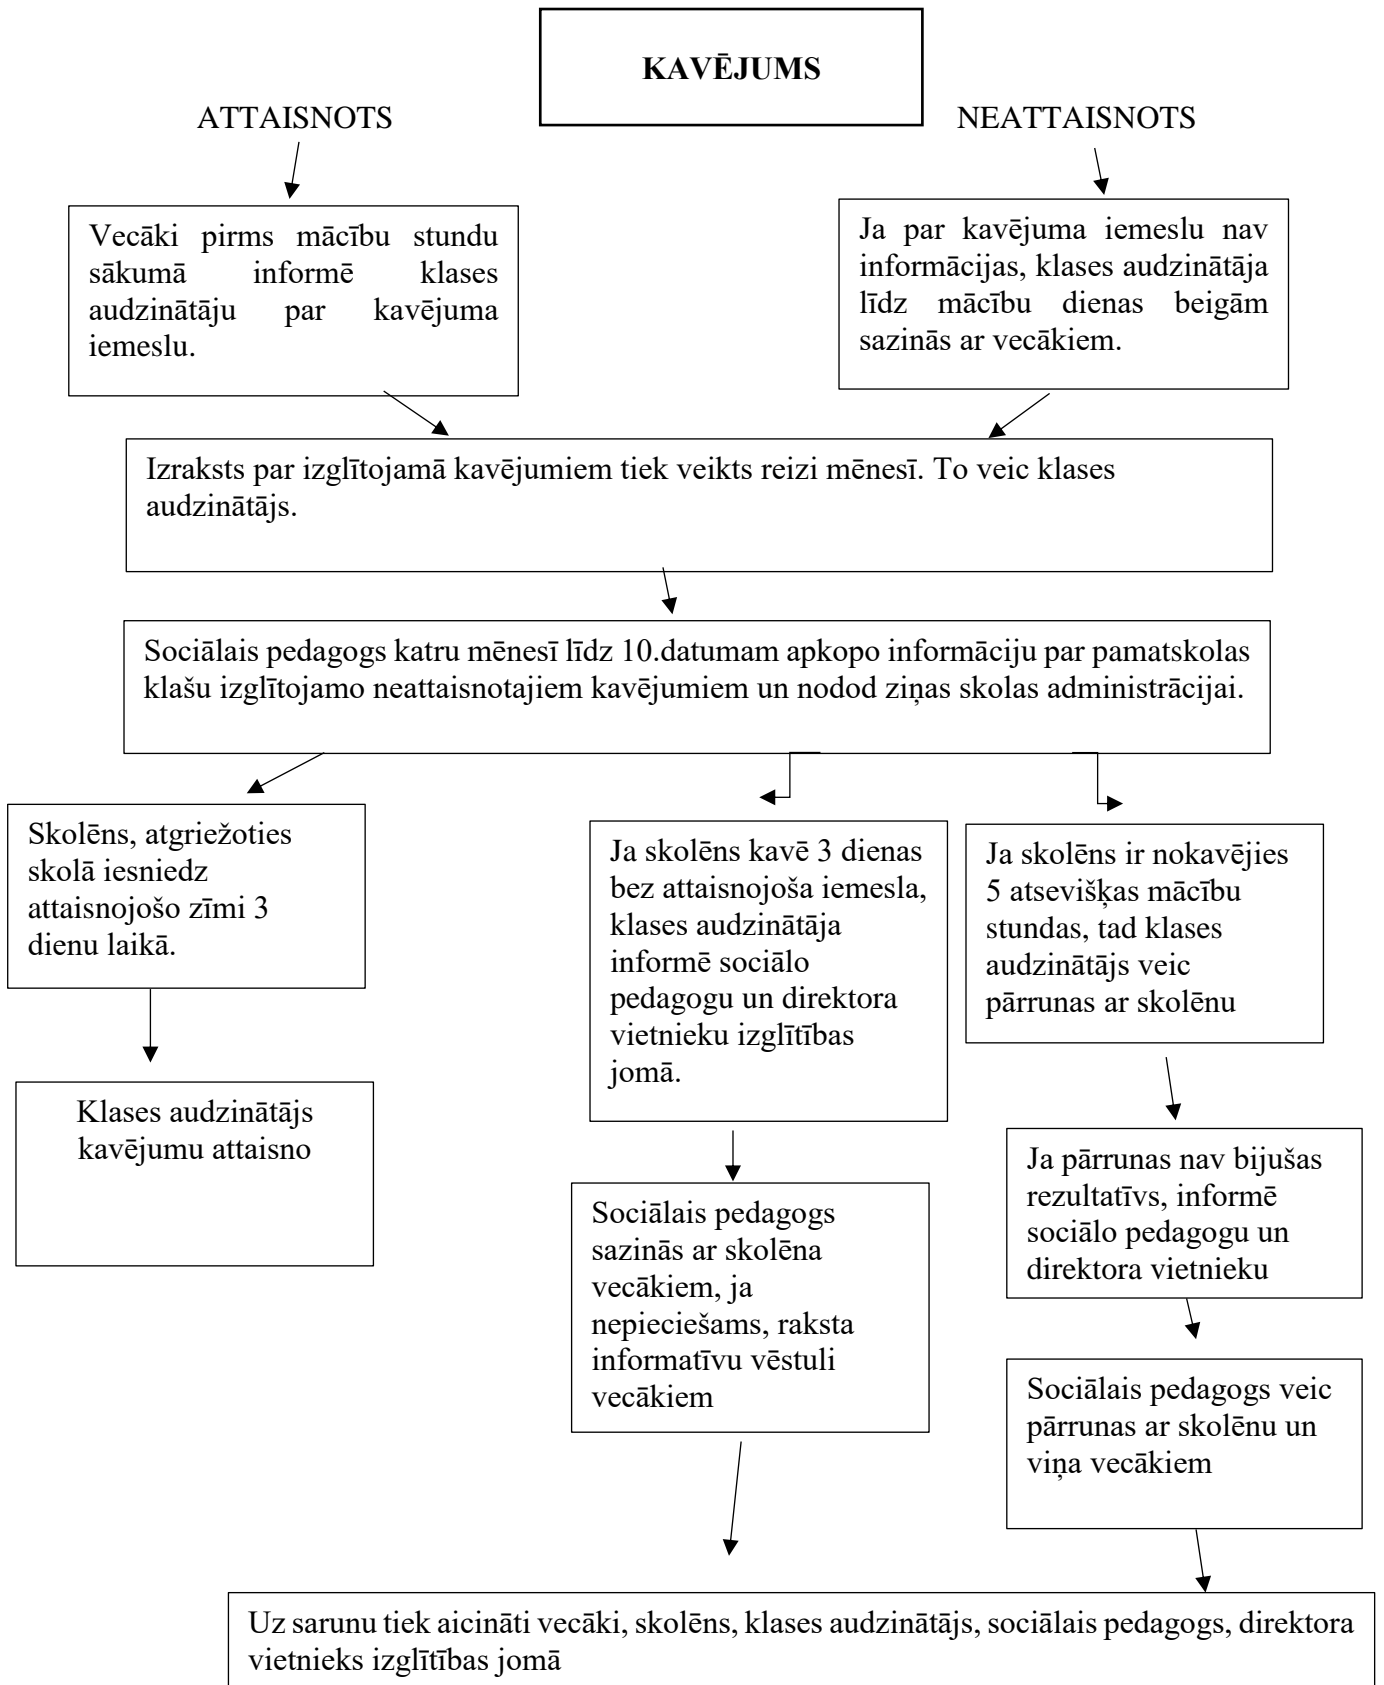 KAVĒJUMS
ATTAISNOTS
NEATTAISNOTS
Vecāki pirms mācību stundu
sākumā informē klases
audzinātāju par kavējuma
iemeslu.
Ja par kavējuma iemeslu nav
informācijas, klases audzinātāja
līdz mācību dienas beigām
sazinās ar vecākiem.
Izraksts par izglītojamā kavējumiem tiek veikts reizi mēnesī. To veic klases
audzinātājs.
Sociālais pedagogs katru mēnesī līdz 10.datumam apkopo informāciju par pamatskolas
klašu izglītojamo neattaisnotajiem kavējumiem un nodod ziņas skolas administrācijai.
Skolēns, atgriežoties
skolā iesniedz
attaisnojošo zīmi 3
dienu laikā.
Klases audzinātājs
kavējumu attaisno
Ja skolēns kavē 3 dienas
bez attaisnojoša iemesla,
klases audzinātāja
informē sociālo
pedagogu un direktora
vietnieku izglītības
jomā.
Sociālais pedagogs
sazinās ar skolēna
vecākiem, ja
nepieciešams, raksta
informatīvu vēstuli
vecākiem
Ja skolēns ir nokavējies
5 atsevišķas mācību
stundas, tad klases
audzinātājs veic
pārrunas ar skolēnu
Ja pārrunas nav bijušas
rezultatīvs, informē
sociālo pedagogu un
direktora vietnieku
Sociālais pedagogs veic
pārrunas ar skolēnu un
viņa vecākiem
Uz sarunu tiek aicināti vecāki, skolēns, klases audzinātājs, sociālais pedagogs, direktora
vietnieks izglītības jomā